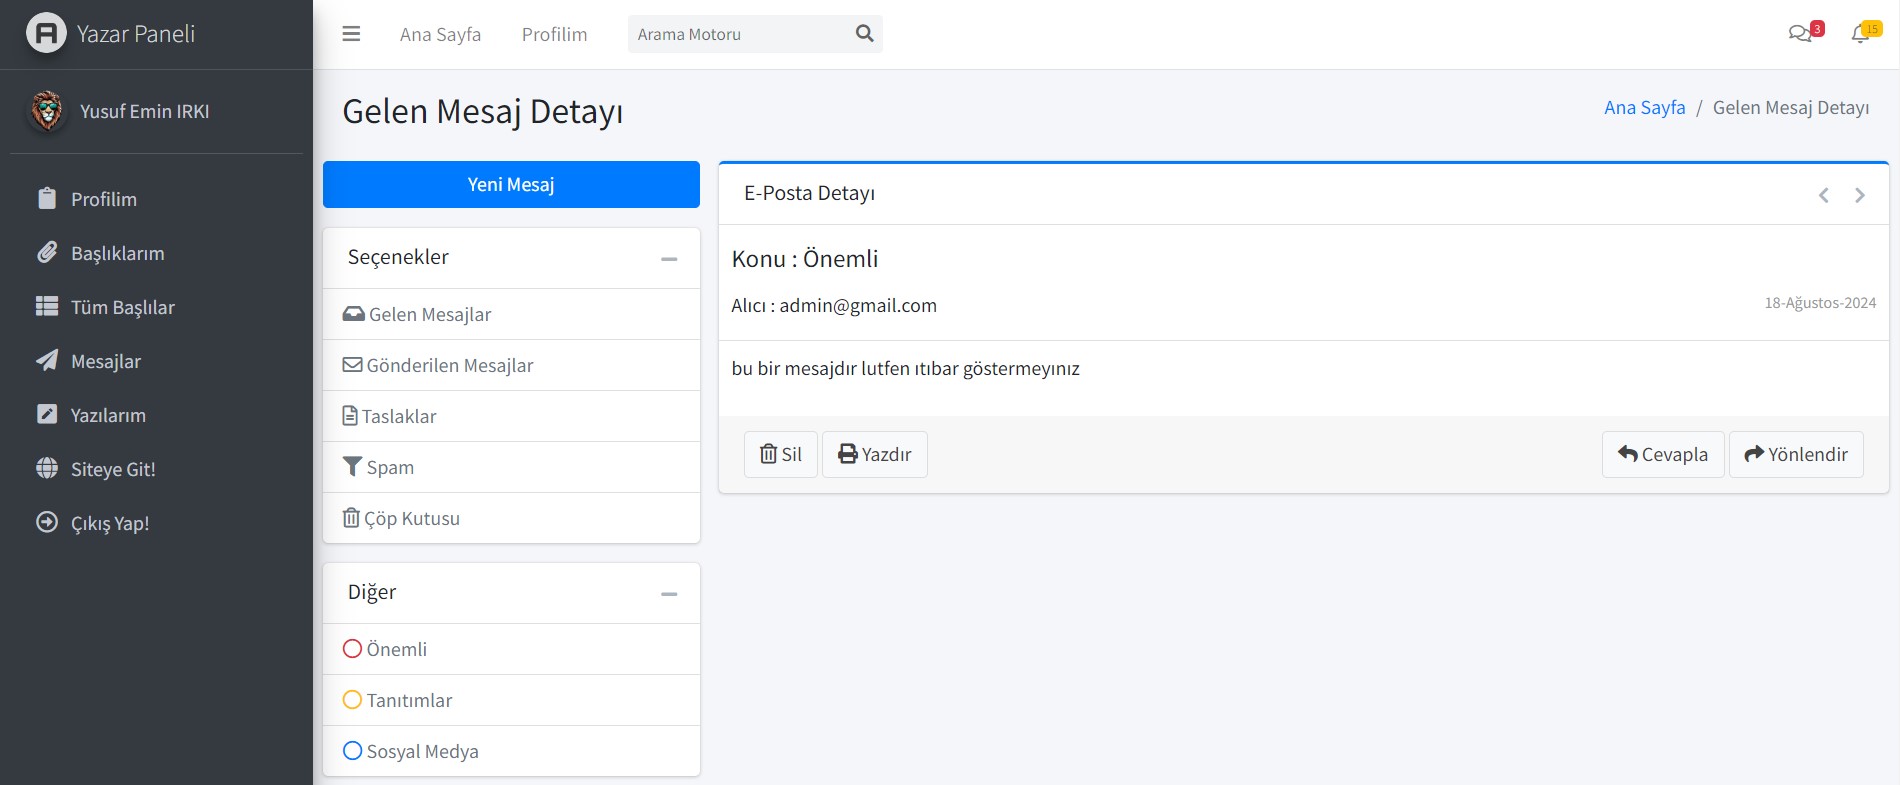 Yazar Paneli
Yusuf Emin IRKI
Profilim
Başlıklarım
Tüm Başlılar
Mesajlar
Yazılarım
Siteye Git!
Çıkış Yap!
Ana Sayfa
Profilim
Arama Motoru
3
15
Gelen Mesaj Detayı
Ana Sayfa / Gelen Mesaj Detayı
Yeni Mesaj
Seçenekler
Gelen Mesajlar
Gönderilen Mesajlar
Taslaklar
Spam
Çöp Kutusu
Diğer
Önemli
Tanıtımlar
Sosyal Medya
E-Posta Detayı
Konu : Önemli
Alıcı : admin@gmail.com
18-Ağustos-2024
bu bir mesajdır lutfen ıtıbar göstermeyınız
Sil
Yazdır
Cevapla
Yönlendir